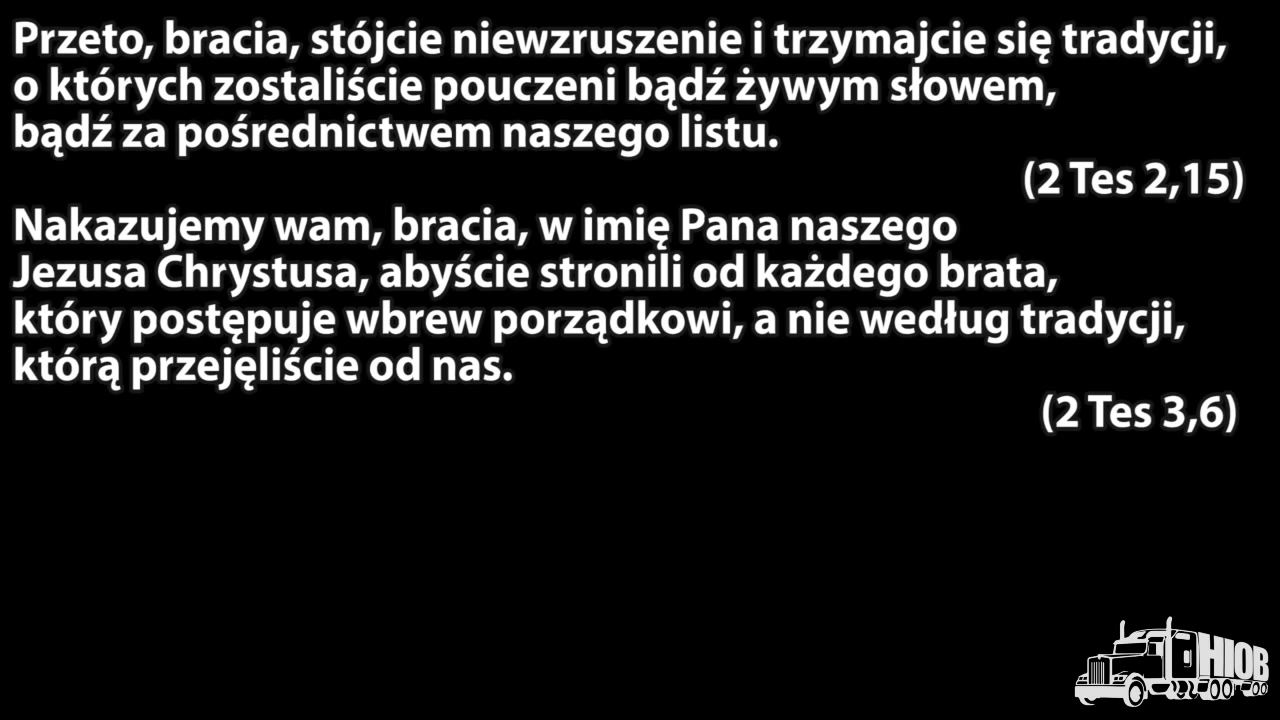 Przeto, bracia, stójcie niewzruszenie i trzymajcie się tradycji,
o których zostaliście pouczeni bądź żywym słowem,
bądź za pośrednictwem naszego listu.
(2 Tes 2,15)
Nakazujemy wam, bracia, w imię Pana naszego
Jezusa Chrystusa, abyście stronili od każdego brata,
który postępuje wbrew porządkowi, a nie według tradycji,
którą przejęliście od nas.
(2 Tes 3,6)
HIOB